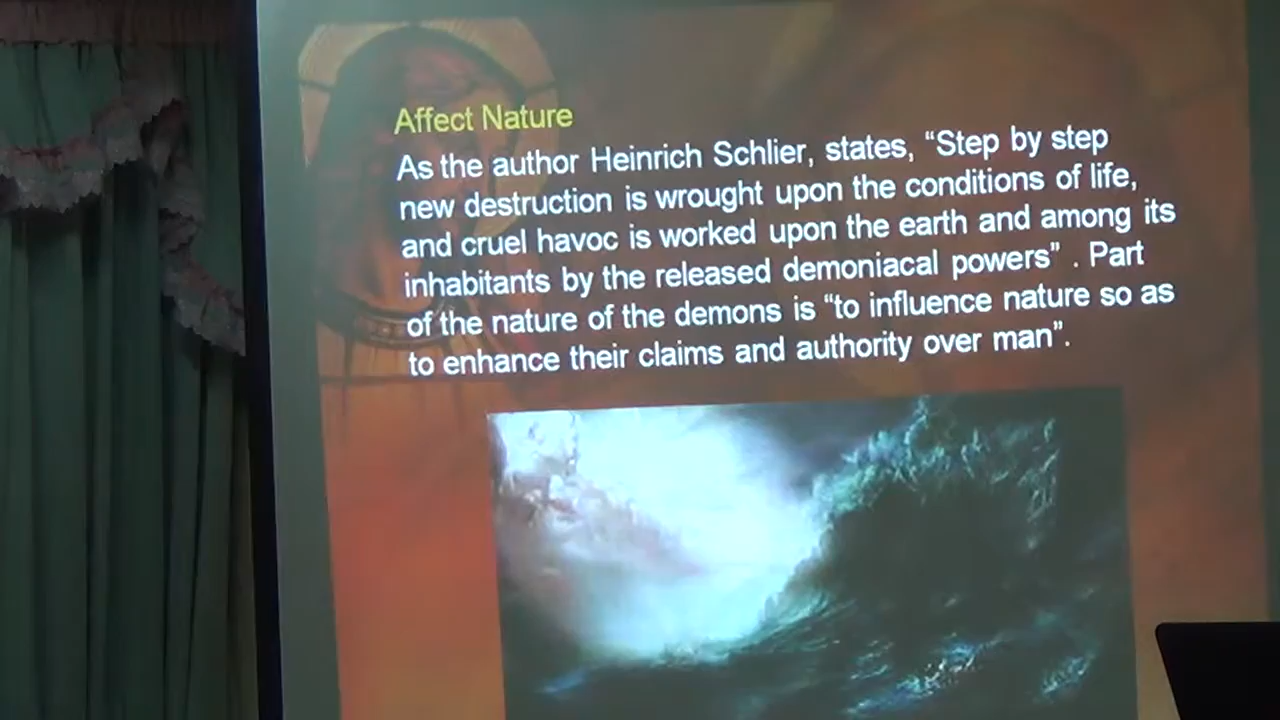 Affect Nature
As the author Heinrich Schlier, states, “Step by step
new destruction is wrought upon the conditions of life,
and cruel havoc is worked upon the earth and among its
inhabitants by the released demoniacal powers” . Part
of the nature of the demons is “to influence nature so as
to enhance their claims and authority over man”.